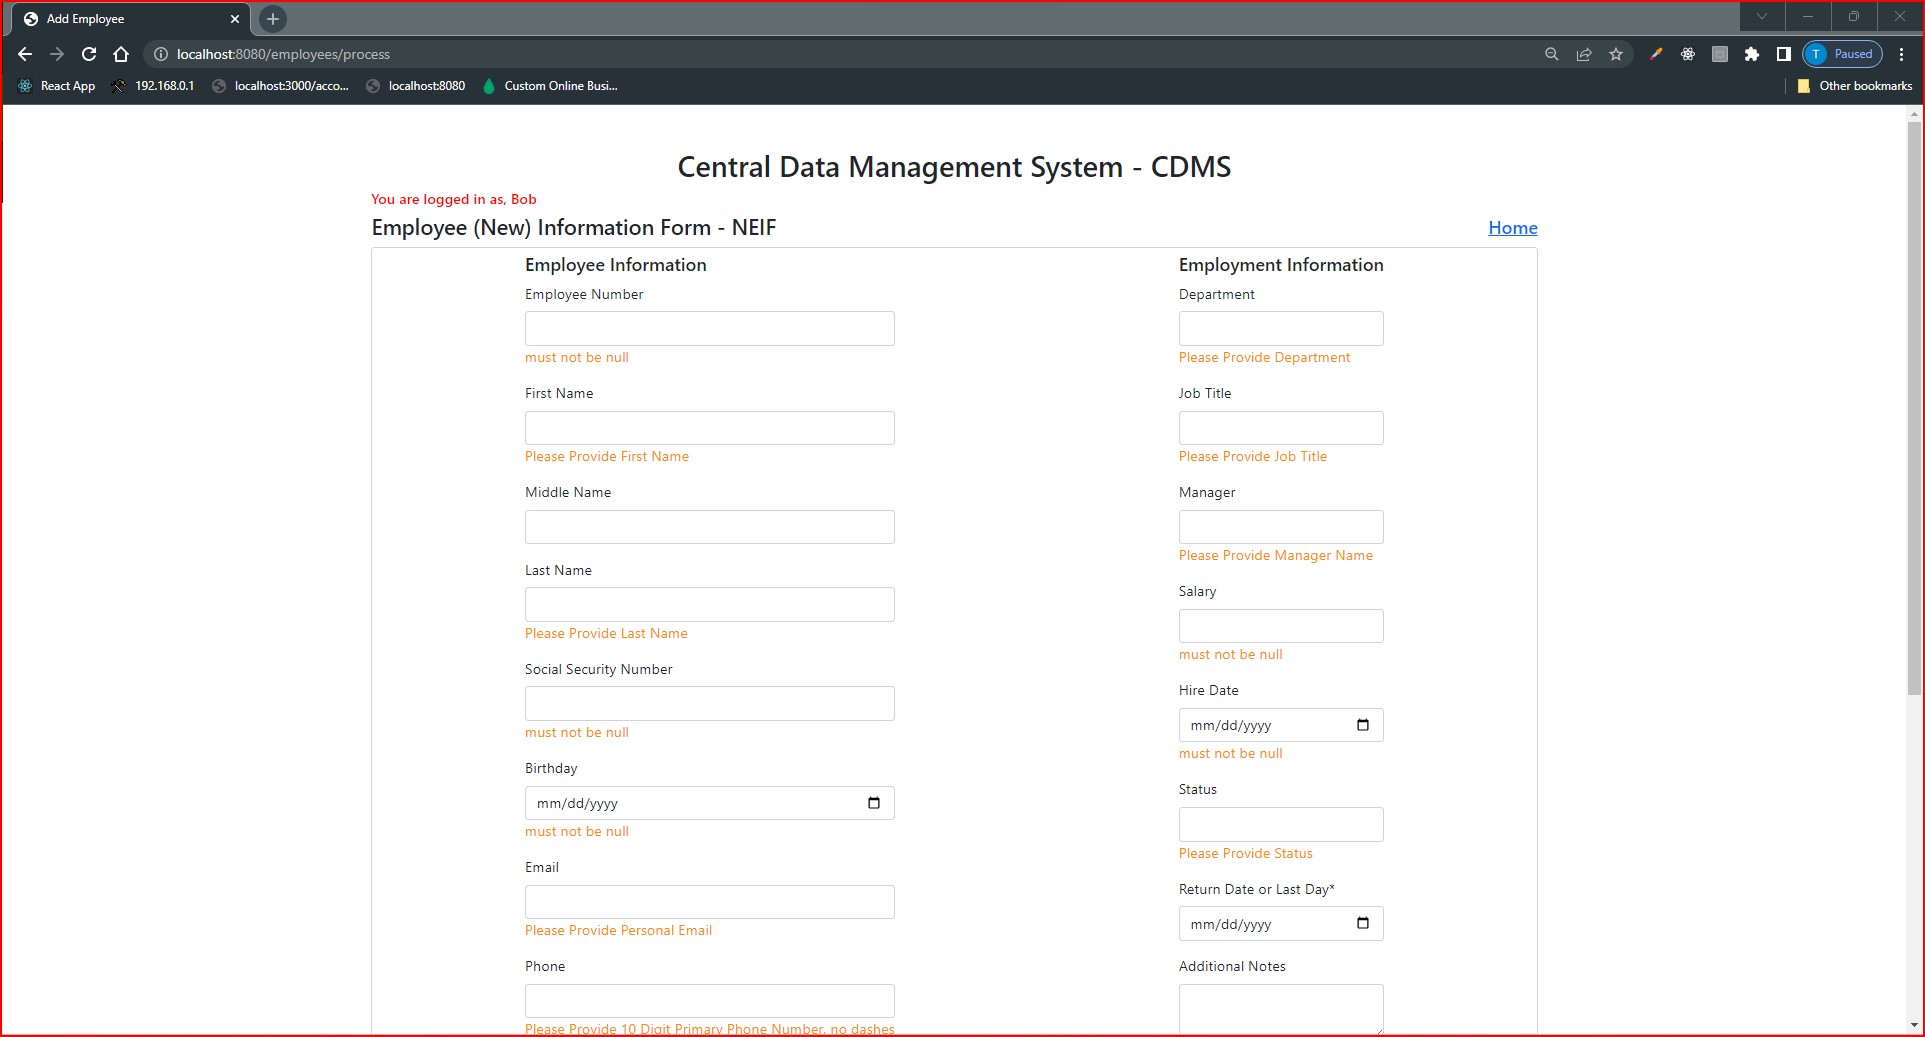 Add Employee
localhost:8080/employees/process
T Paused
React App
192.168.0.1
localhost:3000/acco...
localhost:8080
Custom Online Busi...
Other bookmarks
Central Data Management System - CDMS
You are logged in as, Bob
Employee (New) Information Form - NEIF
Home
Employee Information
Employee Number
must not be null
First Name
Please Provide First Name
Middle Name
Last Name
Please Provide Last Name
Social Security Number
must not be null
Birthday
mm/dd/yyyy
must not be null
Email
Please Provide Personal Email
Phone
Please Provide 10 Digit Primary Phone Number, no dashes
Employment Information
Department
Please Provide Department
Job Title
Please Provide Job Title
Manager
Please Provide Manager Name
Salary
must not be null
Hire Date
mm/dd/yyyy
must not be null
Status
Please Provide Status
Return Date or Last Day*
mm/dd/yyyy
Additional Notes